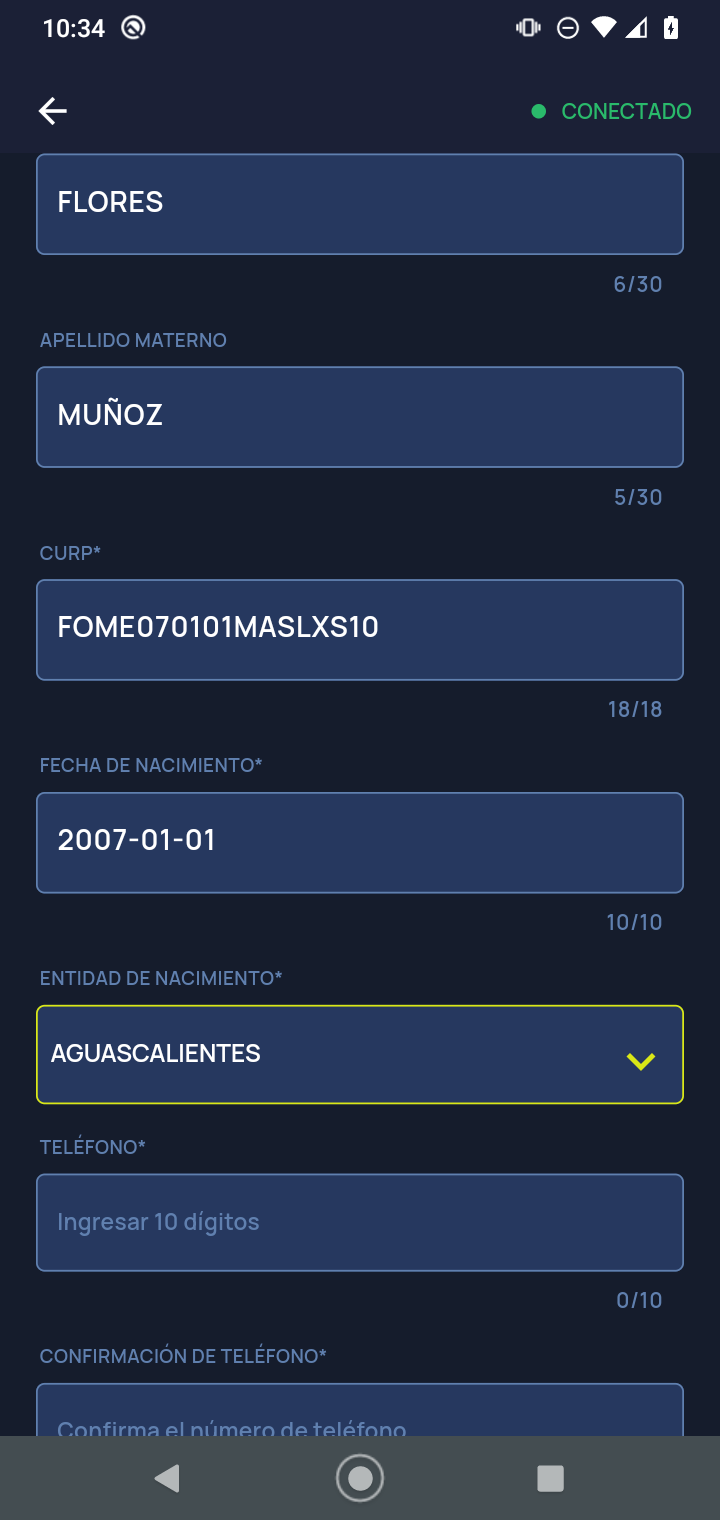 10:34
CONECTADO
FLORES
6/30
APELLIDO MATERNO
MUÑOZ
5/30
CURP*
FOME070101MASLXS10
18/18
FECHA DE NACIMIENTO*
2007-01-01
10/10
ENTIDAD DE NACIMIENTO*
AGUASCALIENTES
TELÉFONO*
Ingresar 10 dígitos
0/10
CONFIRMACIÓN DE TELÉFONO*
Confirma el número de teléfono